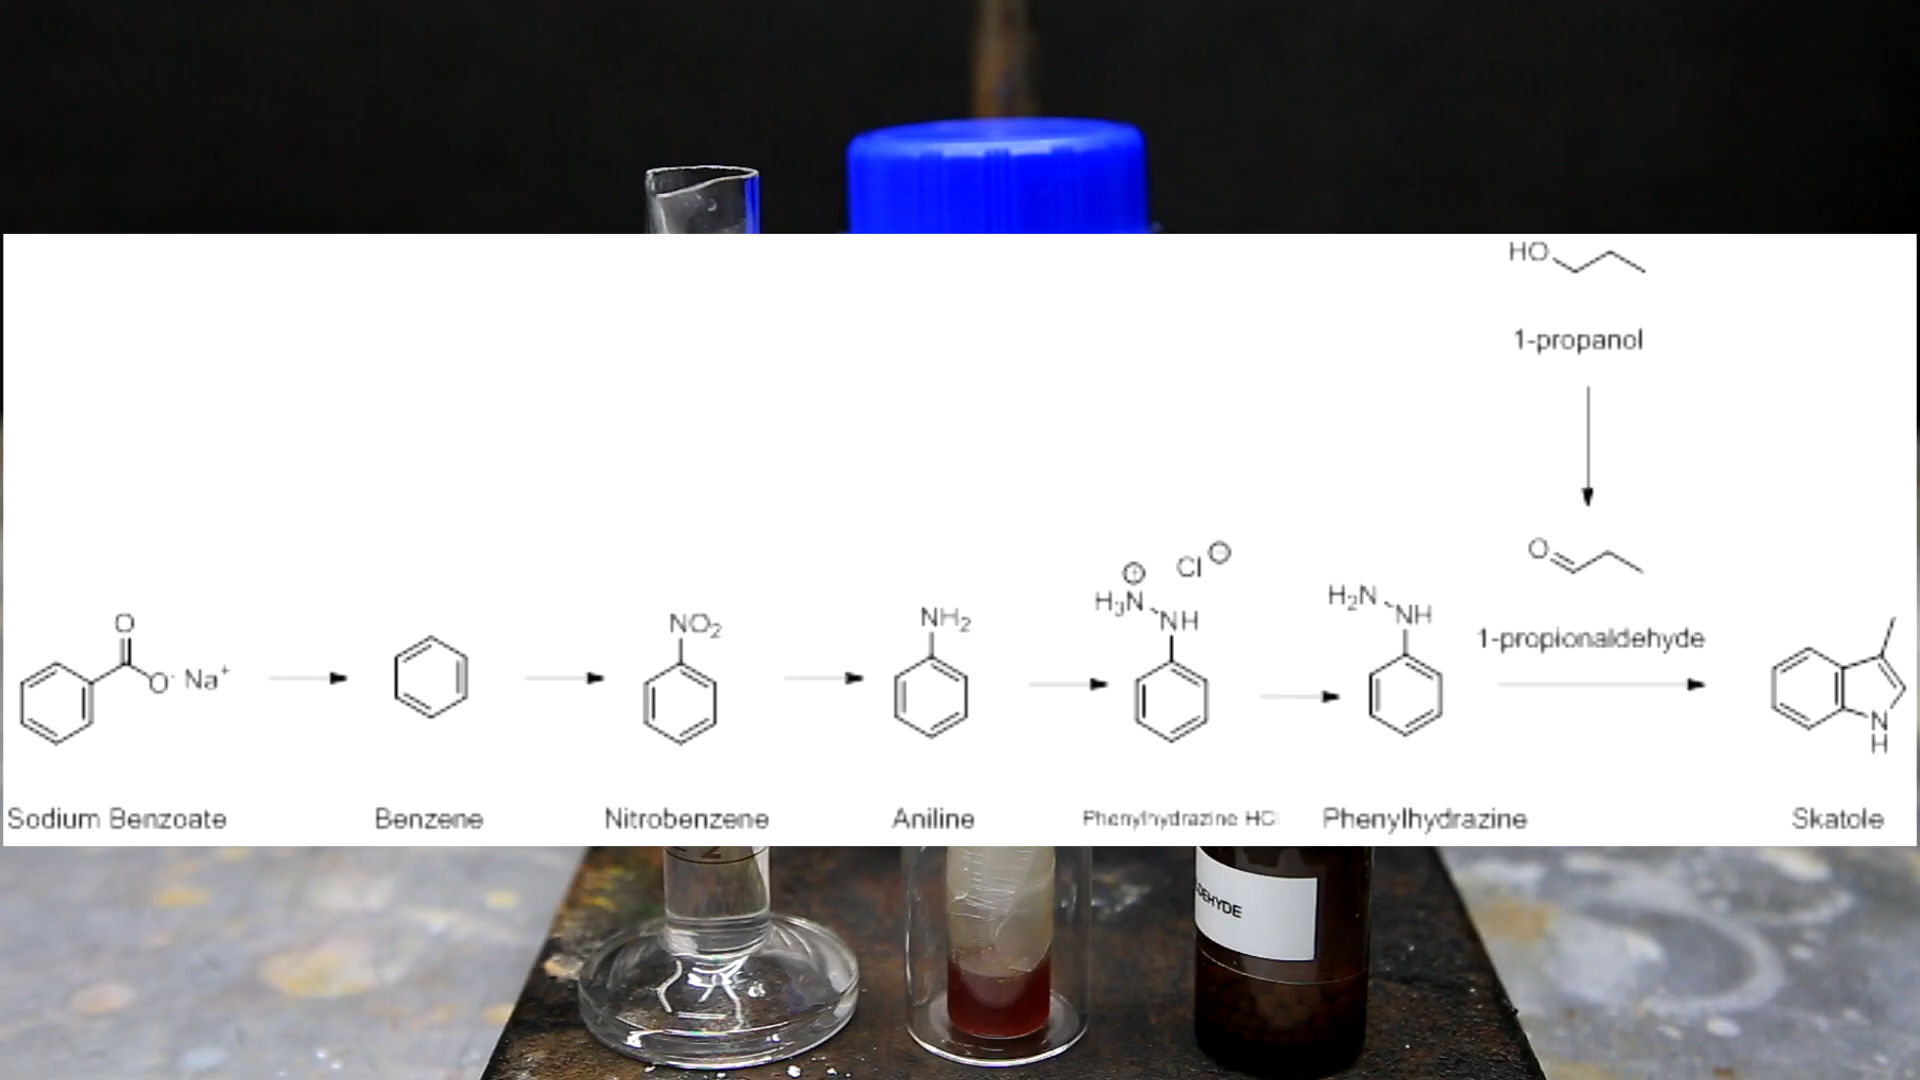 HO
1-propanol
O
1-propionaldehyde
O
O- Na+
NO2
NH2
H3N + Cl -
NH
H2N
NH
N
H
Sodium Benzoate
Benzene
Nitrobenzene
Aniline
Phenylhydrazine HCl
Phenylhydrazine
Skatole
2
DEHYDE